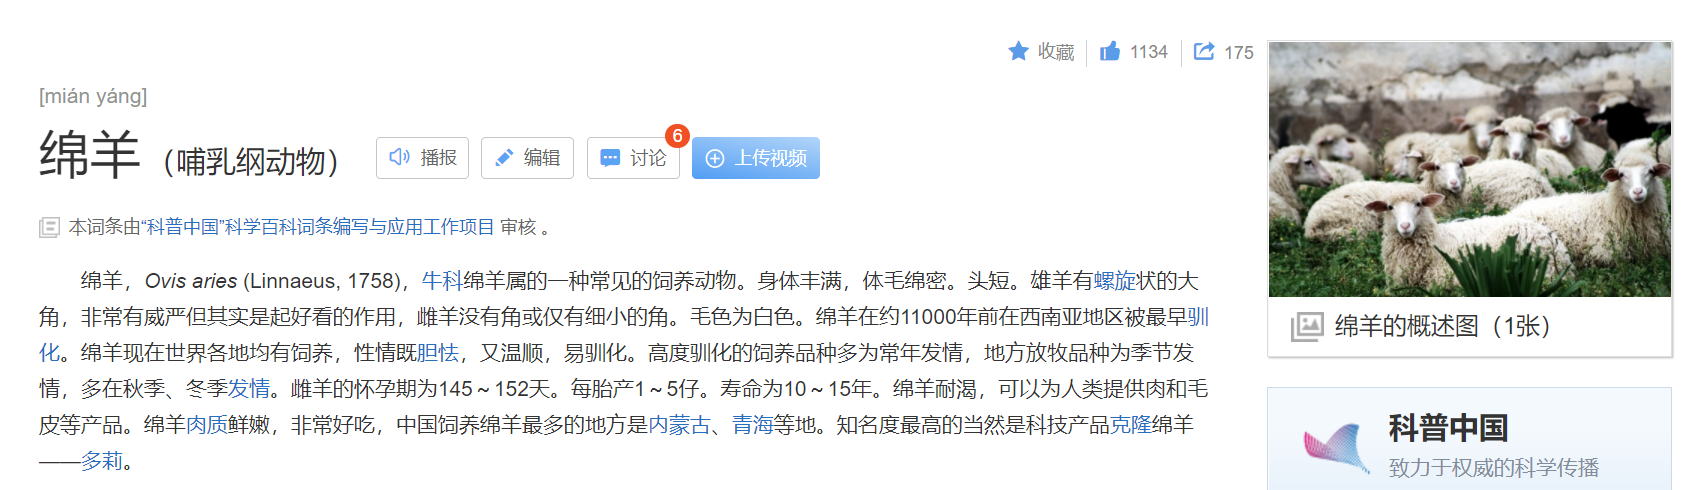 收藏 1134 175
[mián yáng]
绵羊（哺乳纲动物） 播报 编辑 讨论 6 上传视频
本词条由“科普中国”科学百科词条编写与应用工作项目 审核 。
绵羊，Ovis aries (Linnaeus, 1758)，牛科绵羊属的一种常见的饲养动物。身体丰满，体毛绵密。头短。雄羊有螺旋状的大
角，非常有威严但其实是起好看的作用，雌羊没有角或仅有细小的角。毛色为白色。绵羊在约11000年前在西南亚地区被最早驯
化。绵羊现在世界各地均有饲养，性情既胆怯，又温顺，易驯化。高度驯化的饲养品种多为常年发情，地方放牧品种为季节发
情，多在秋季、冬季发情。雌羊的怀孕期为145～152天。每胎产1～5仔。寿命为10～15年。绵羊耐渴，可以为人类提供肉和毛
皮等产品。绵羊肉质鲜嫩，非常好吃，中国饲养绵羊最多的地方是内蒙古、青海等地。知名度最高的当然是科技产品克隆绵羊
——多莉。
绵羊的概述图（1张）
科普中国
致力于权威的科学传播